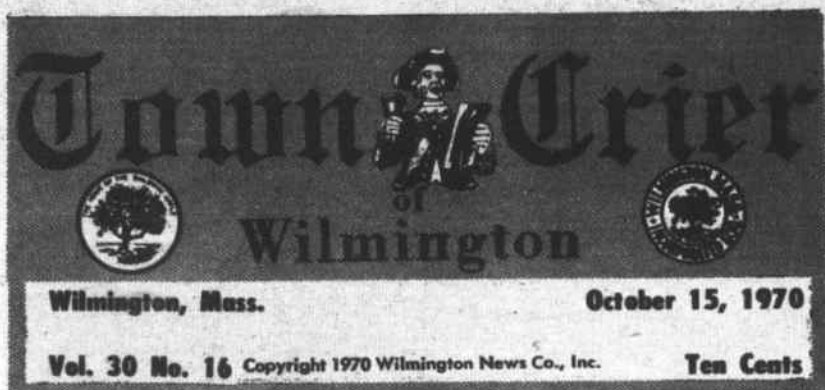 Town Crier
of
Wilmington
Wilmington, Mass. October 15, 1970
Vol. 30 No. 16 Copyright 1970 Wilmington News Co., Inc. Ten Cents